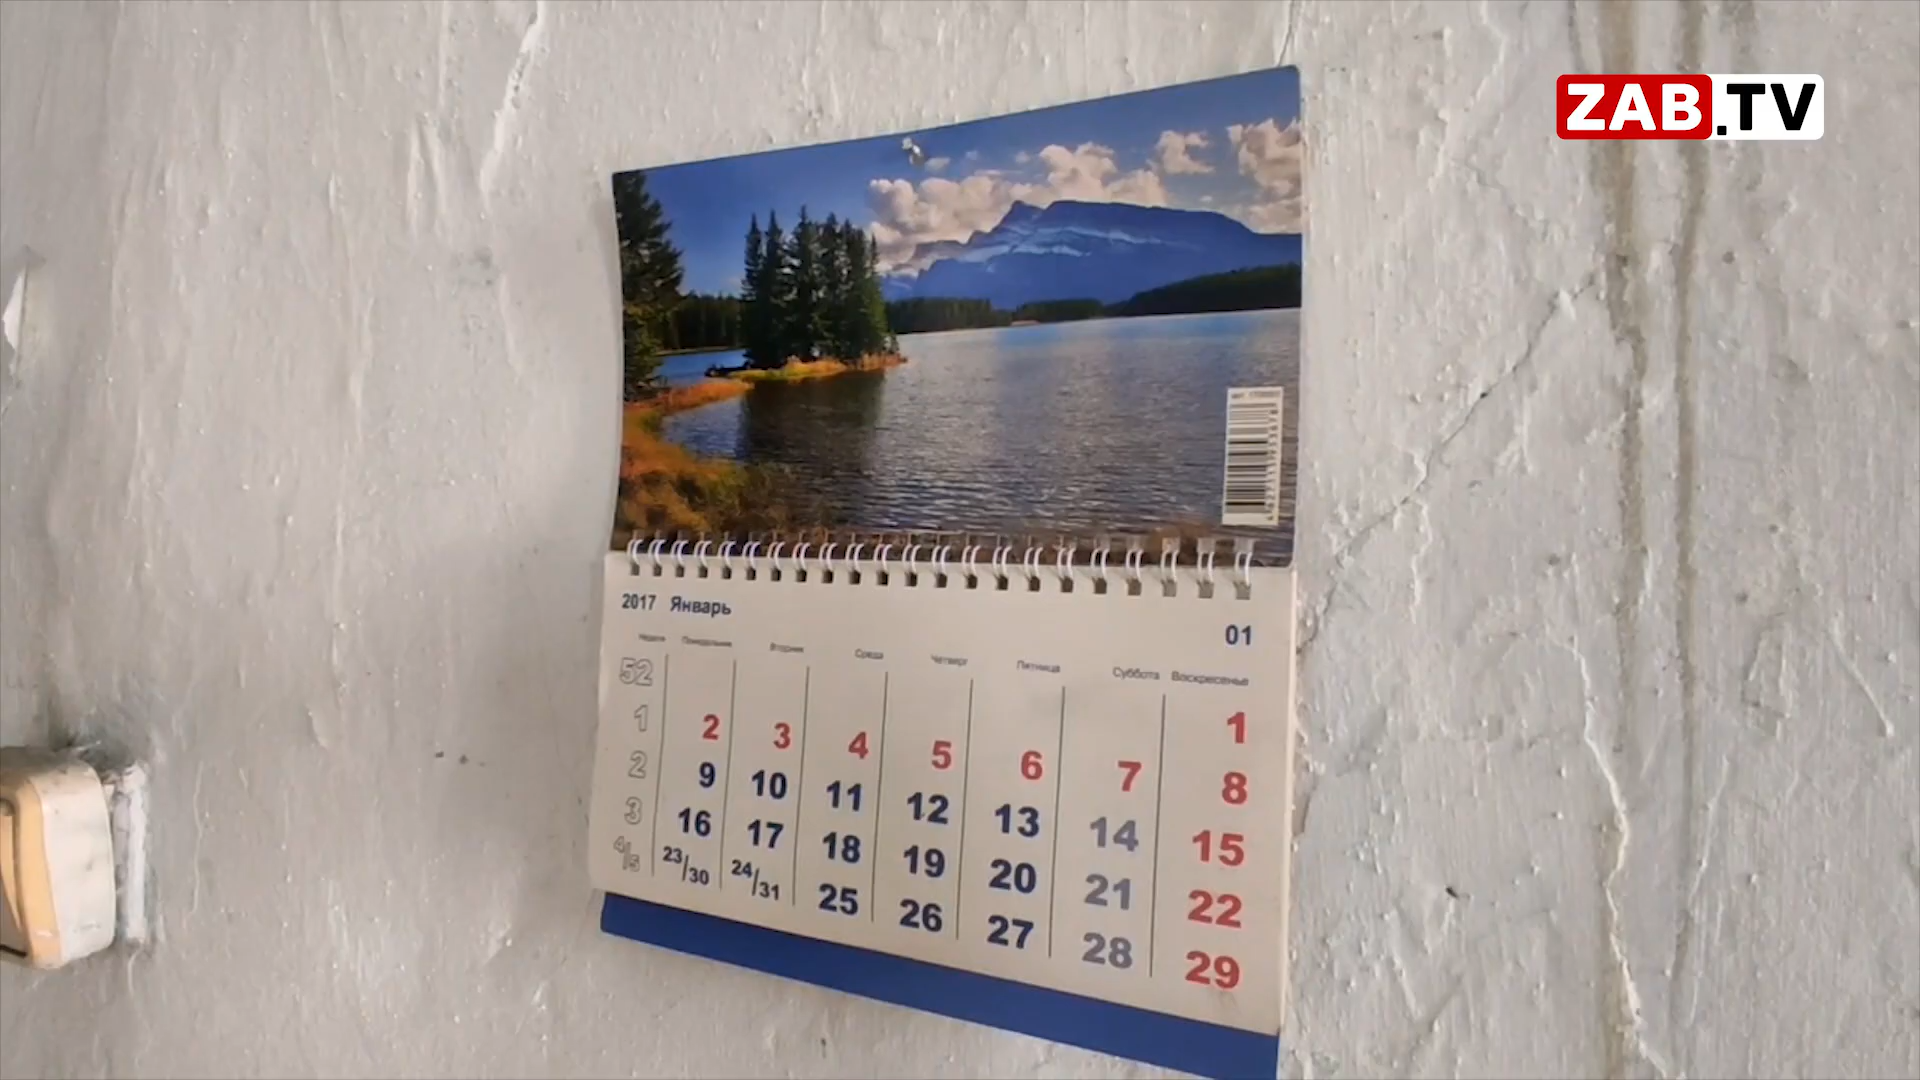 ZAB.TV
2017 Январь 01
Неделя Понедельник Вторник Среда Четверг Пятница Суббота Воскресенье
52 1
1 2 3 4 5 6 7 8
2 9 10 11 12 13 14 15
3 16 17 18 19 20 21 22
4/5 23/30 24/31 25 26 27 28 29